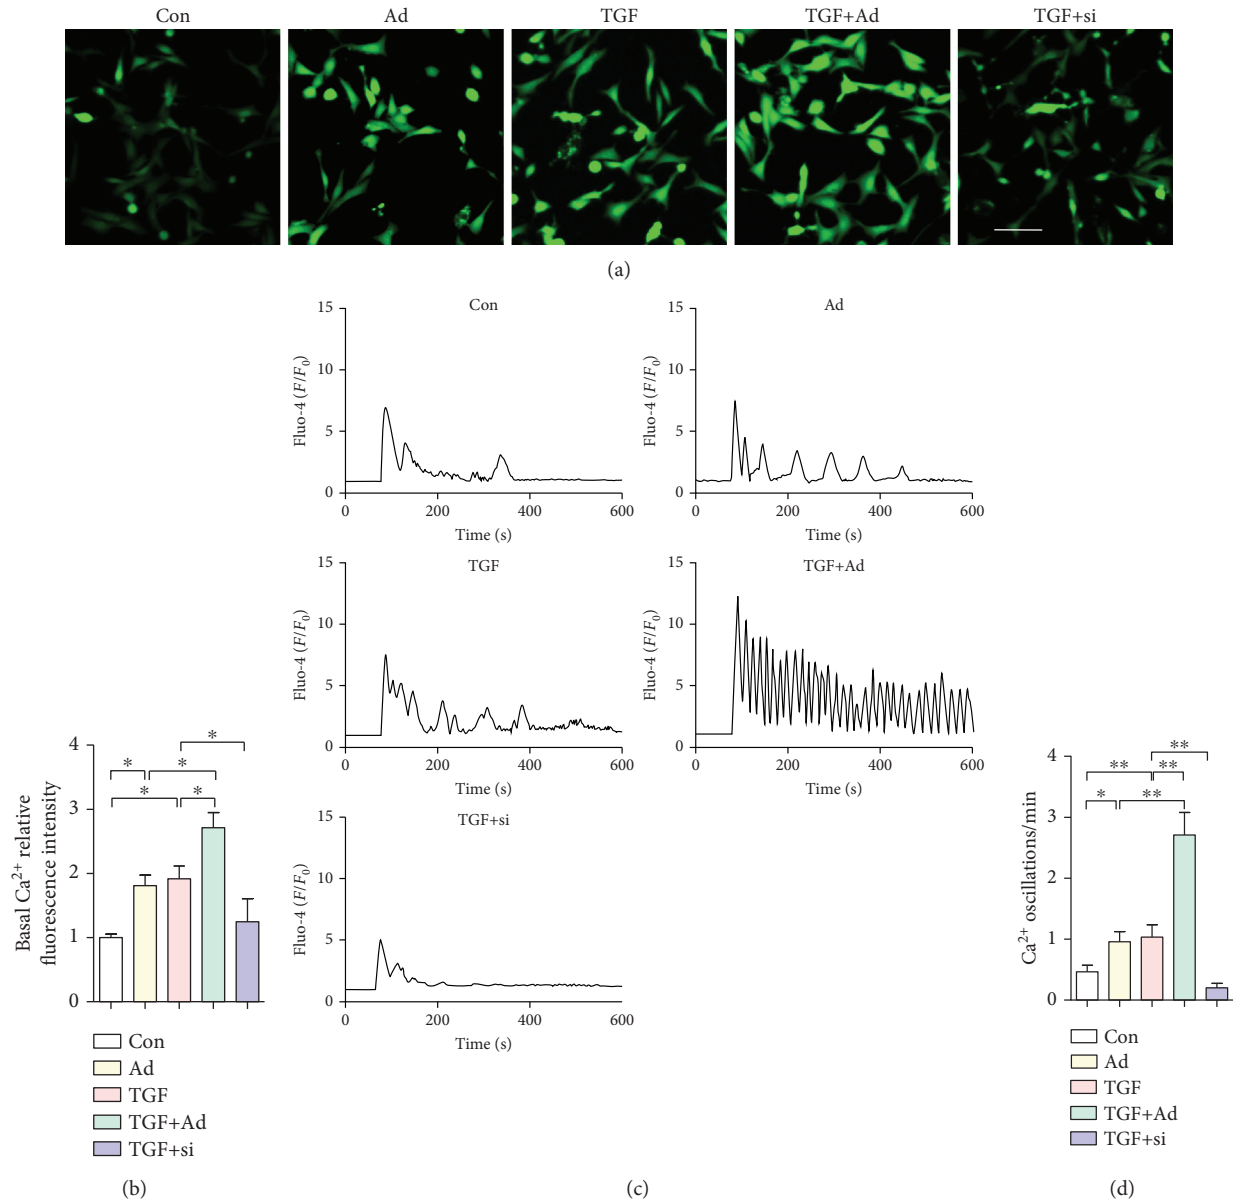 Con Ad TGF TGF+Ad TGF+si
(a)
Con
15
10
5
0
Fluo-4 (F/F₀)
0 200 400 600
Time (s)
Ad
15
10
5
0
Fluo-4 (F/F₀)
0 200 400 600
Time (s)
TGF
15
10
5
0
Fluo-4 (F/F₀)
0 200 400 600
Time (s)
TGF+Ad
15
10
5
0
Fluo-4 (F/F₀)
0 200 400 600
Time (s)
TGF+si
15
10
5
0
Fluo-4 (F/F₀)
0 200 400 600
Time (s)
Basal Ca²⁺ relative
fluorescence intensity
4
3
2
1
0
*
* *
* *
Con
Ad
TGF
TGF+Ad
TGF+si
Ca²⁺ oscillations/min
4
3
2
1
0
**
** **
* **
Con
Ad
TGF
TGF+Ad
TGF+si
(b) (c) (d)